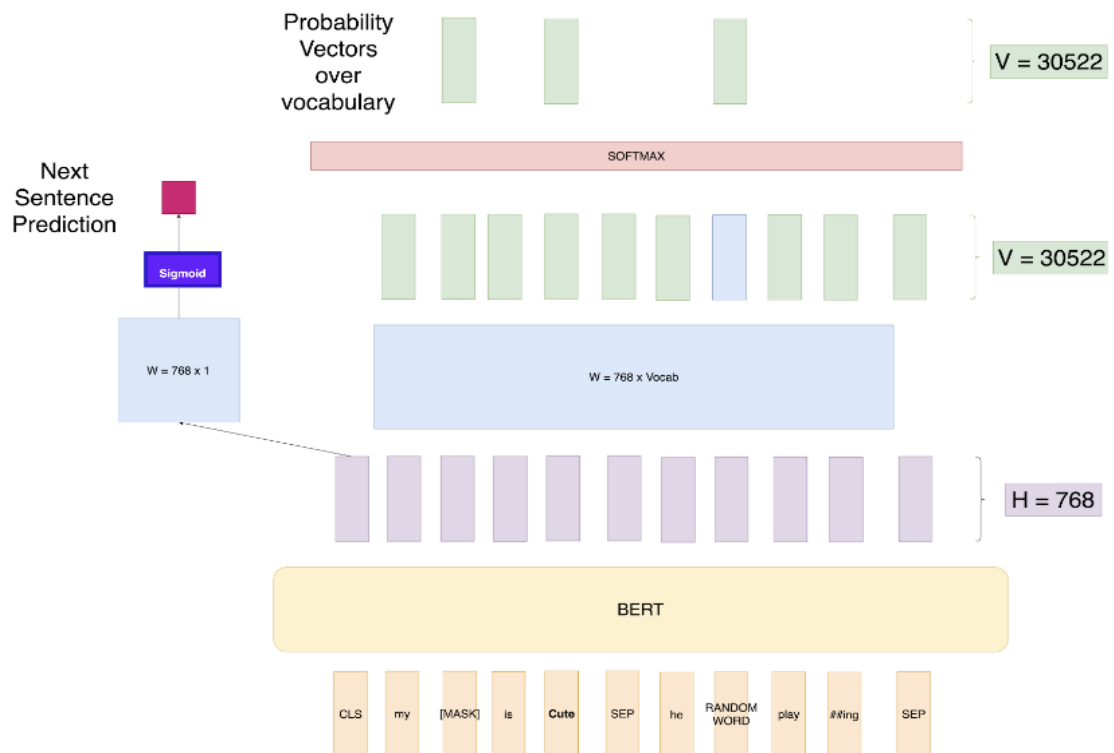 Probability
Vectors
over
vocabulary
V = 30522
SOFTMAX
Next
Sentence
Prediction
Sigmoid
V = 30522
W = 768 x 1
W = 768 x Vocab
H = 768
BERT
CLS my [MASK] is Cute SEP he RANDOM WORD play ##ing SEP